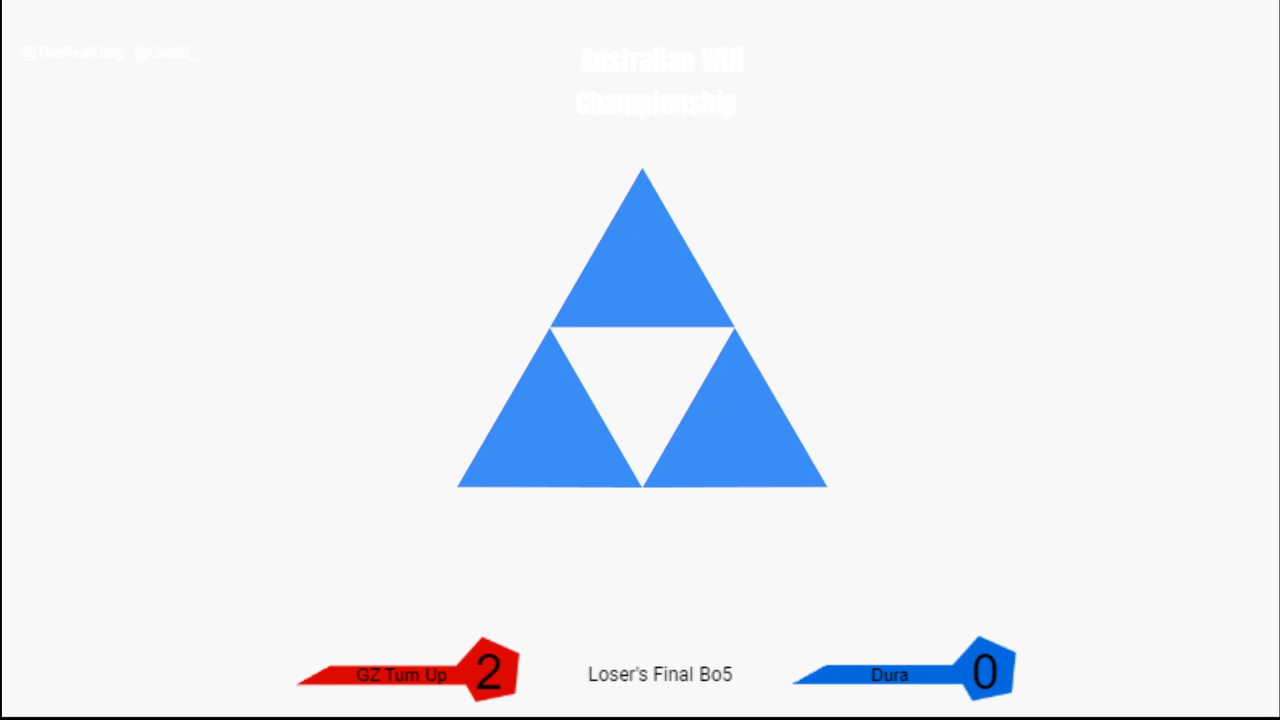 Australian Wifi
Championship
GZ Turn Up 2
Loser's Final Bo5
Dura 0